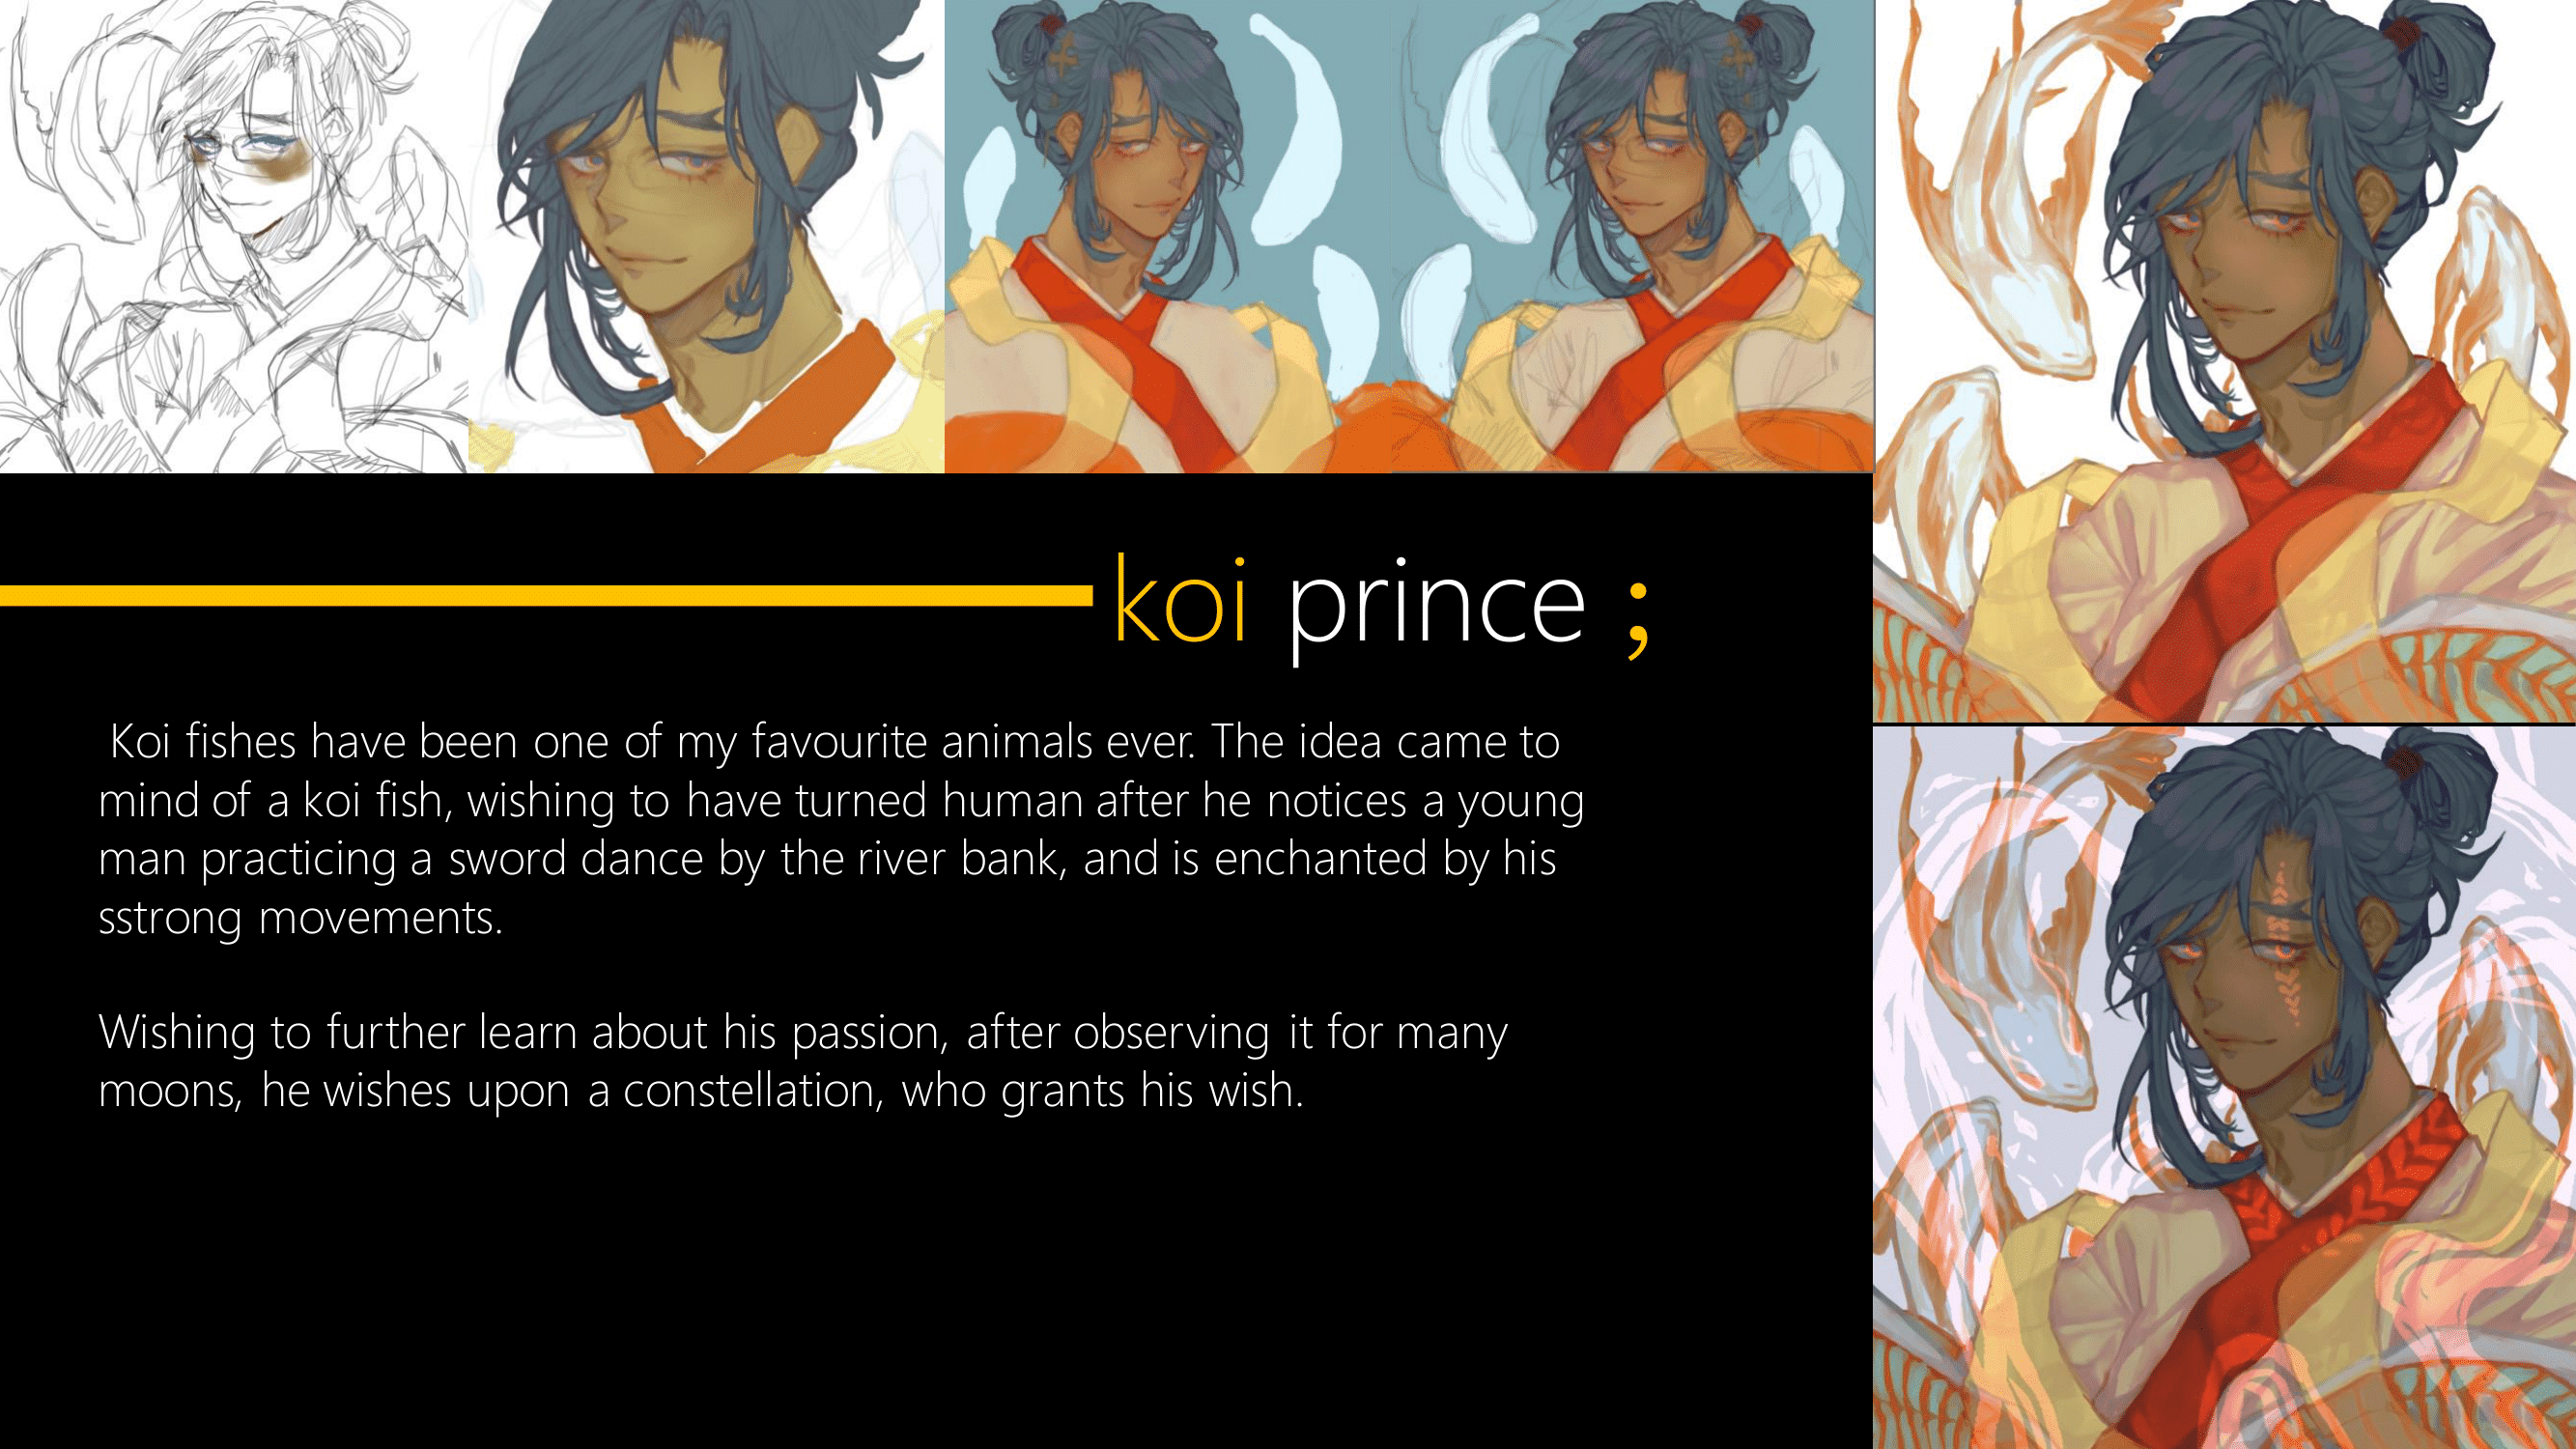 koi prince ;
Koi fishes have been one of my favourite animals ever. The idea came to
mind of a koi fish, wishing to have turned human after he notices a young
man practicing a sword dance by the river bank, and is enchanted by his
sstrong movements.
Wishing to further learn about his passion, after observing it for many
moons, he wishes upon a constellation, who grants his wish.